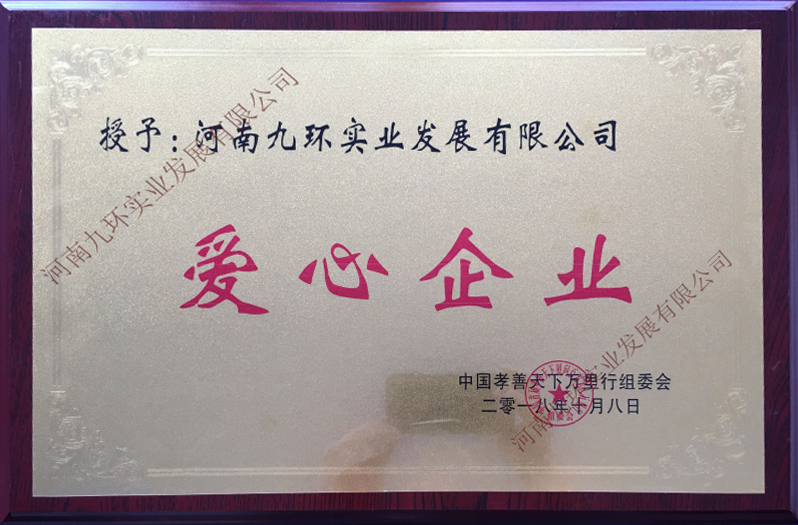 授予：河南九环实业发展有限公司
爱心企业
中国孝善天下万里行组委会
二零一八年十月八日
河南九环实业发展有限公司
河南九环实业发展有限公司